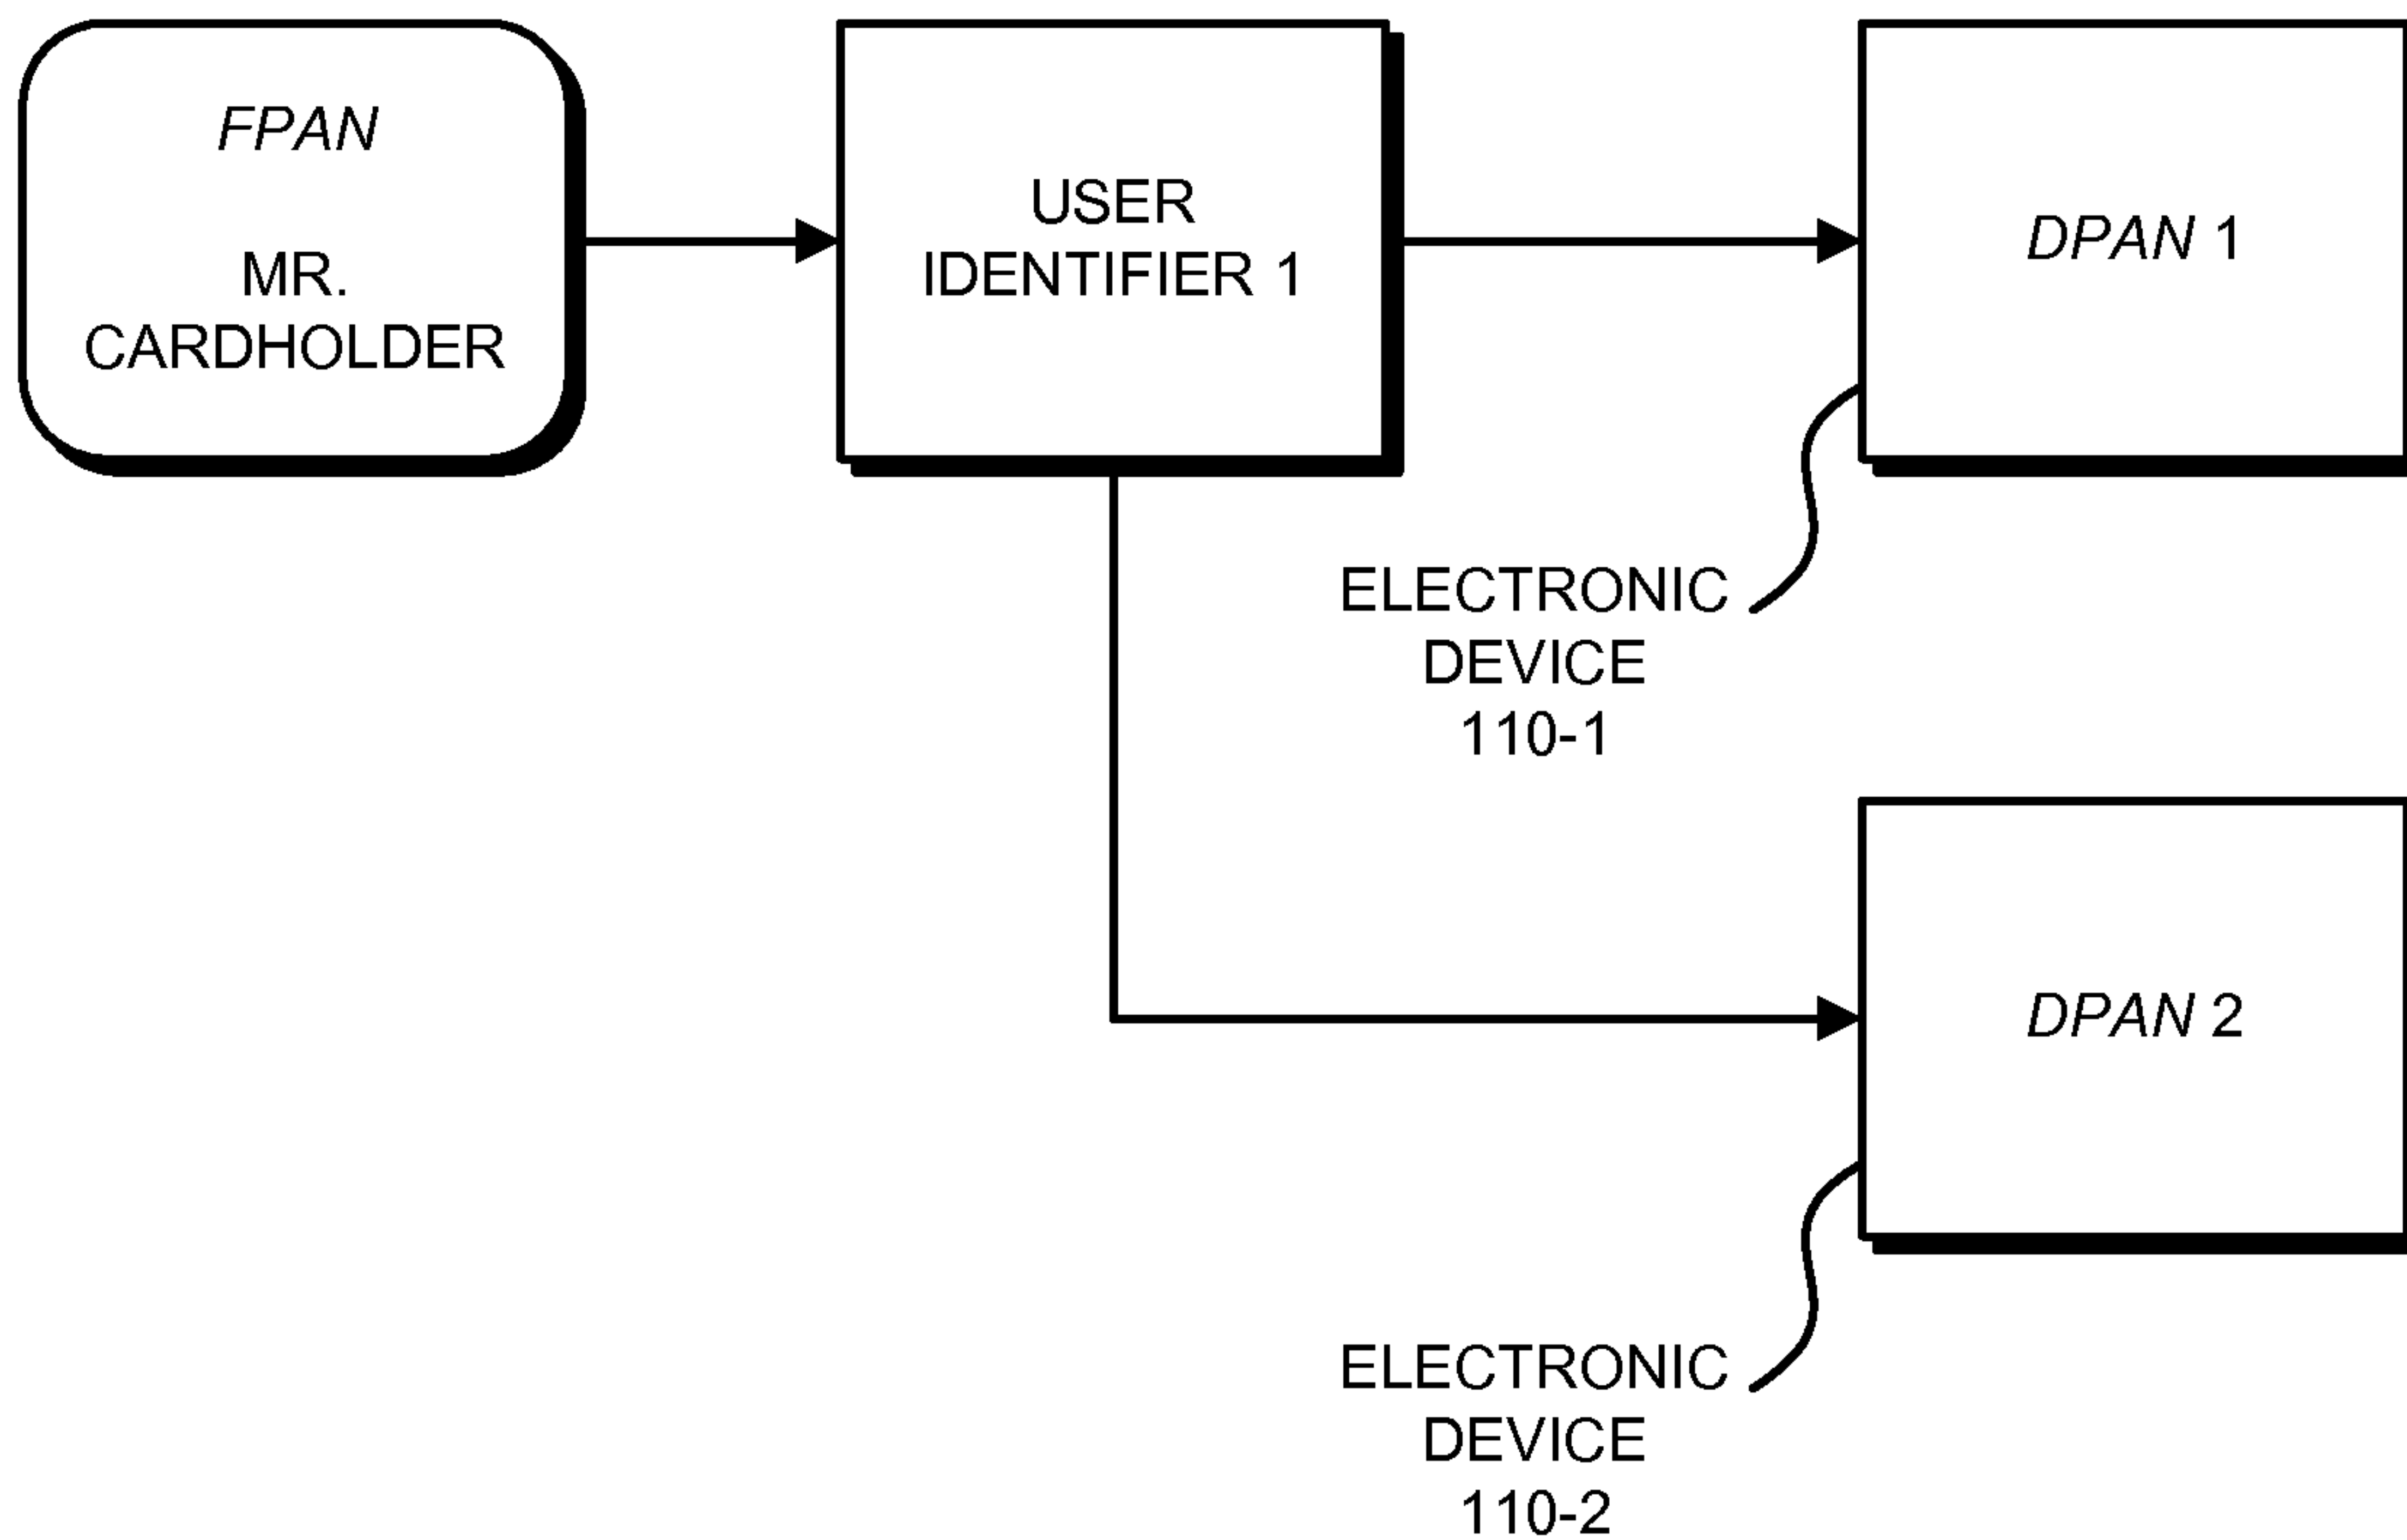 FPAN
MR.
CARDHOLDER
USER
IDENTIFIER 1
DPAN 1
ELECTRONIC
DEVICE
110-1
DPAN 2
ELECTRONIC
DEVICE
110-2